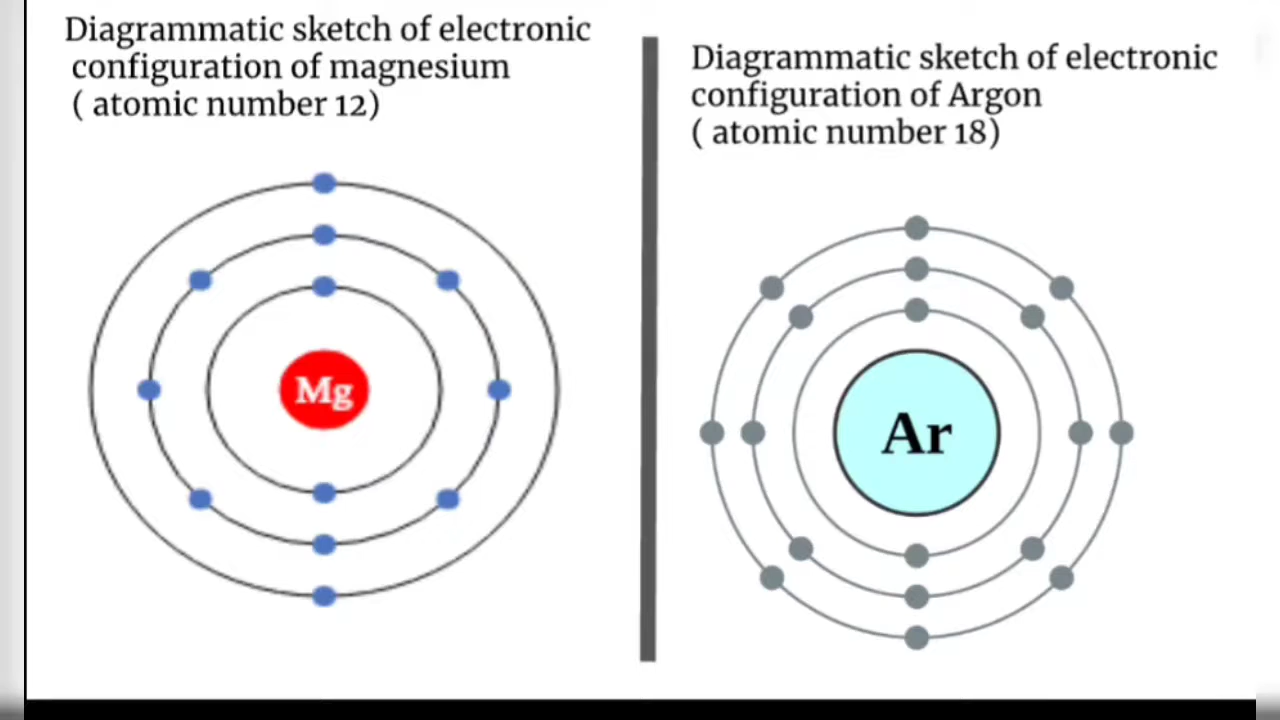 Diagrammatic sketch of electronic
configuration of magnesium
( atomic number 12)
Mg
Diagrammatic sketch of electronic
configuration of Argon
( atomic number 18)
Ar